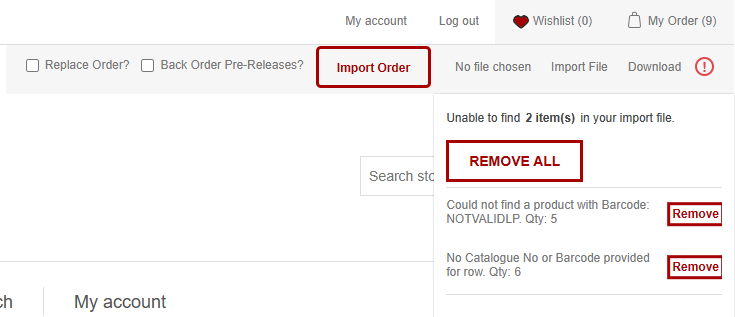 My account Log out Wishlist (0) My Order (9)
Replace Order? Back Order Pre-Releases? Import Order No file chosen Import File Download
Unable to find 2 item(s) in your import file.
REMOVE ALL
Search sto
Could not find a product with Barcode:
NOTVALIDLP. Qty: 5
Remove
No Catalogue No or Barcode provided
for row. Qty: 6
Remove
ch My account